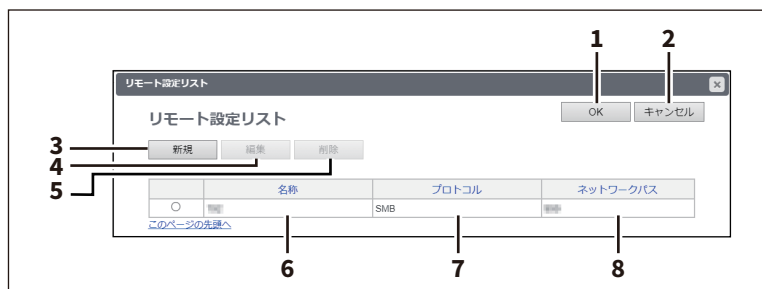 1 2
リモート設定リスト
リモート設定リスト
OK キャンセル
3
新規 編集 削除
4
5
名称 プロトコル ネットワークパス
SMB
このページの先頭へ
6 7 8